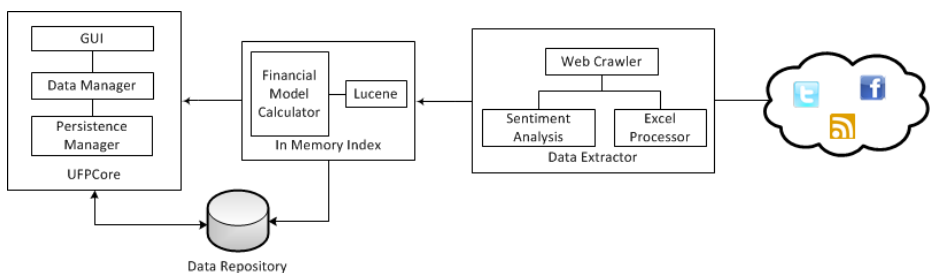 GUI
Data Manager
Persistence
Manager
UFPCore
Financial
Model
Calculator
Lucene
In Memory Index
Web Crawler
Sentiment
Analysis
Excel
Processor
Data Extractor
Data Repository